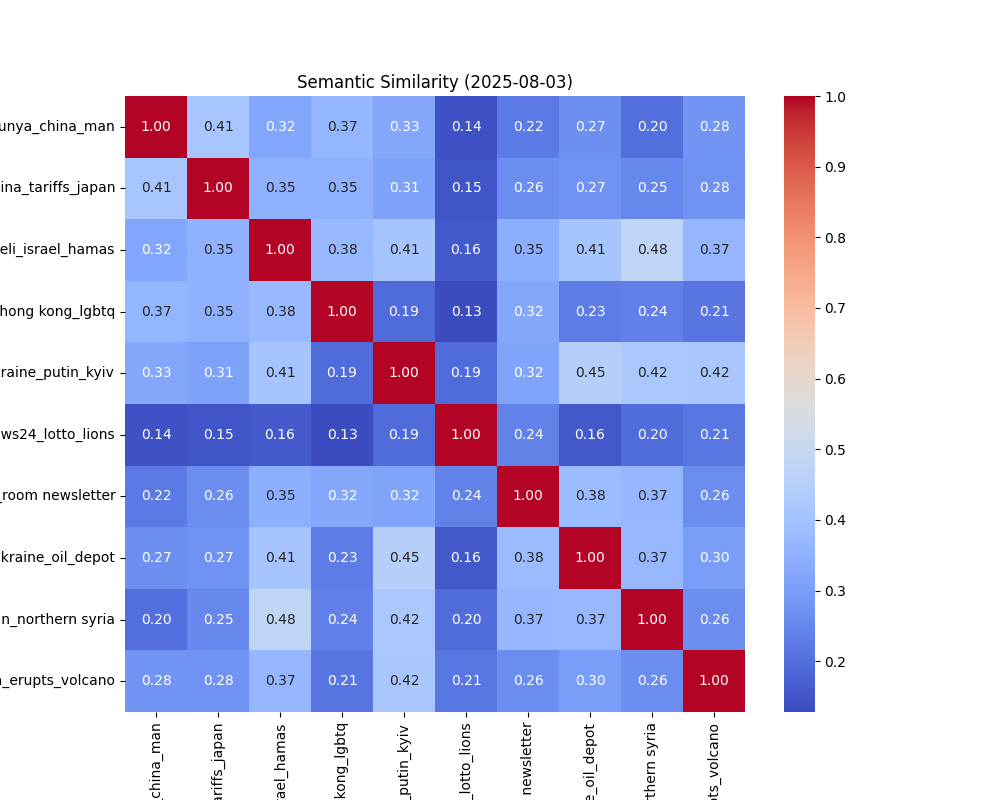 Semantic Similarity (2025-08-03)
unya_china_man 1.00 0.41 0.32 0.37 0.33 0.14 0.22 0.27 0.20 0.28
ina_tariffs_japan 0.41 1.00 0.35 0.35 0.31 0.15 0.26 0.27 0.25 0.28
eli_israel_hamas 0.32 0.35 1.00 0.38 0.41 0.16 0.35 0.41 0.48 0.37
hong kong_lgbtq 0.37 0.35 0.38 1.00 0.19 0.13 0.32 0.23 0.24 0.21
raine_putin_kyiv 0.33 0.31 0.41 0.19 1.00 0.19 0.32 0.45 0.42 0.42
ws24_lotto_lions 0.14 0.15 0.16 0.13 0.19 1.00 0.24 0.16 0.20 0.21
_room newsletter 0.22 0.26 0.35 0.32 0.32 0.24 1.00 0.38 0.37 0.26
kraine_oil_depot 0.27 0.27 0.41 0.23 0.45 0.16 0.38 1.00 0.37 0.30
n_northern syria 0.20 0.25 0.48 0.24 0.42 0.20 0.37 0.37 1.00 0.26
_erupts_volcano 0.28 0.28 0.37 0.21 0.42 0.21 0.26 0.30 0.26 1.00
_china_man
ariffs_japan
ael_hamas
kong_lgbtq
_putin_kyiv
_lotto_lions
newsletter
e_oil_depot
rthern syria
pts_volcano
1.0
0.9
0.8
0.7
0.6
0.5
0.4
0.3
0.2